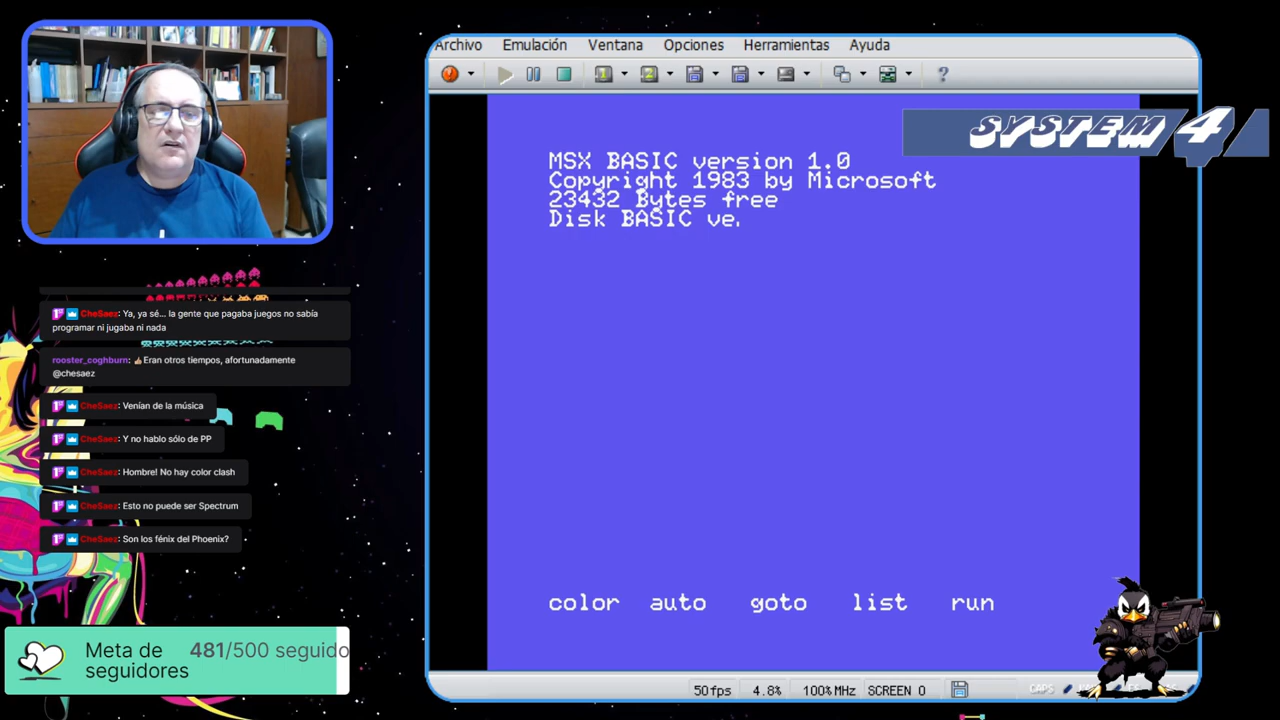 Archivo Emulación Ventana Opciones Herramientas Ayuda
SYSTEM 4
MSX BASIC version 1.0
Copyright 1983 by Microsoft
23432 Bytes free
Disk BASIC ve.
CheSaez: Ya, ya sé... la gente que pagaba juegos no sabía
programar ni jugaba ni nada
rooster_coghburn: 👍Eran otros tiempos, afortunadamente
@chesaez
CheSaez: Venían de la música
CheSaez: Y no hablo sólo de PP
CheSaez: Hombre! No hay color clash
CheSaez: Esto no puede ser Spectrum
CheSaez: Son los fénix del Phoenix?
color auto goto list run
Meta de
seguidores
481/500 seguido
50fps 4.8% 100%MHz SCREEN 0
CAPS